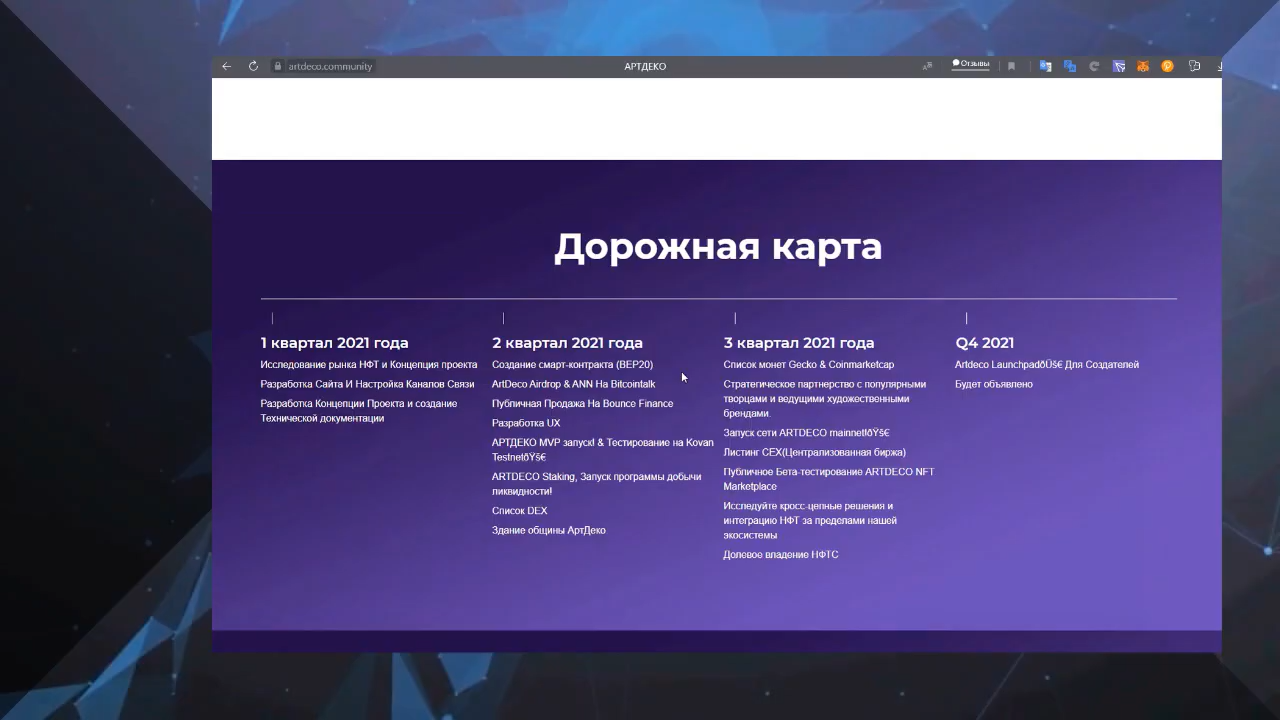 artdeco.community
АРТДЕКО
Отзывы
Дорожная карта
1 квартал 2021 года
Исследование рынка НФТ и Концепция проекта
Разработка Сайта И Настройка Каналов Связи
Разработка Концепции Проекта и создание
Технической документации
2 квартал 2021 года
Создание смарт-контракта (BEP20)
ArtDeco Airdrop & ANN На Bitcointalk
Публичная Продажа На Bounce Finance
Разработка UX
АРТДЕКО MVP запуск! & Тестирование на Kovan
Testnet!ðŸš€
ARTDECO Staking, Запуск программы добычи
ликвидности!
Список DEX
Здание общины АртДеко
3 квартал 2021 года
Список монет Gecko & Coinmarketcap
Стратегическое партнерство с популярными
творцами и ведущими художественными
брендами.
Запуск сети ARTDECO mainnet!ðŸš€
Листинг CEX(Централизованная биржа)
Публичное Бета-тестирование ARTDECO NFT
Marketplace
Исследуйте кросс-цепные решения и
интеграцию НФТ за пределами нашей
экосистемы
Долевое владение НФТС
Q4 2021
Artdeco LaunchpadðŸš€ Для Создателей
Будет объявлено